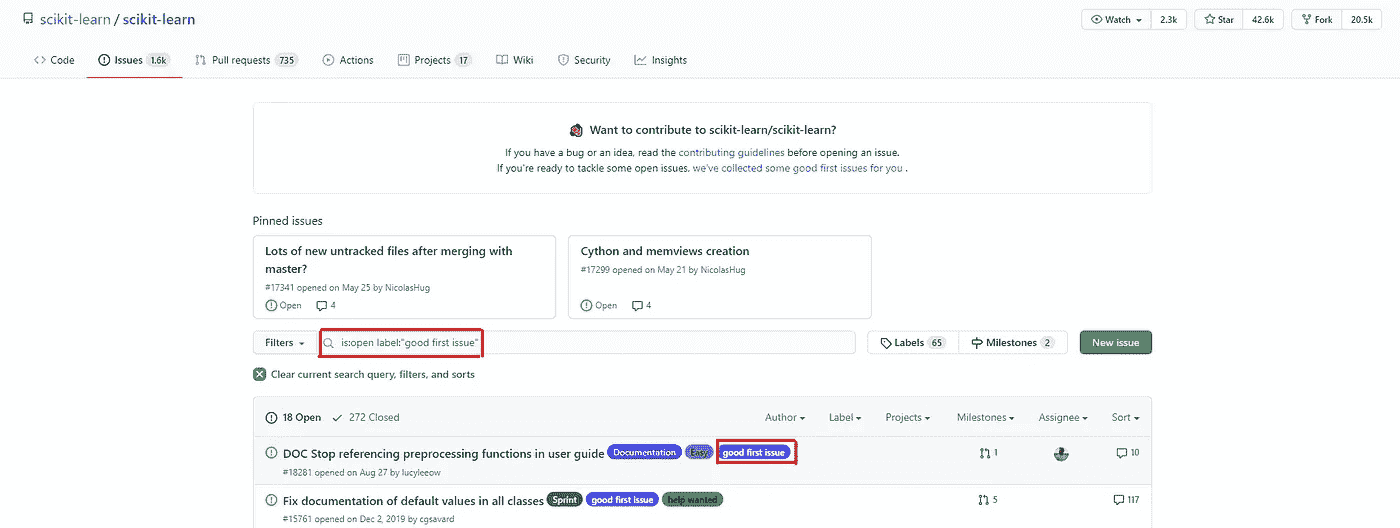 scikit-learn / scikit-learn
Watch 2.3k Star 42.6k Fork 20.5k
Code Issues 1.6k Pull requests 735 Actions Projects 17 Wiki Security Insights
Want to contribute to scikit-learn/scikit-learn?
If you have a bug or an idea, read the contributing guidelines before opening an issue.
If you're ready to tackle some open issues, we've collected some good first issues for you .
Pinned issues
Lots of new untracked files after merging with
master?
#17341 opened on May 25 by NicolasHug
Open 4
Cython and memviews creation
#17299 opened on May 21 by NicolasHug
Open 4
Filters is:open label:"good first issue" Labels 65 Milestones 2 New issue
Clear current search query, filters, and sorts
18 Open 272 Closed Author Label Projects Milestones Assignee Sort
DOC Stop referencing preprocessing functions in user guide Documentation Easy good first issue 1 10
#18281 opened on Aug 27 by lucyleeow
Fix documentation of default values in all classes Sprint good first issue help wanted 5 117
#15761 opened on Dec 2, 2019 by cgsavard